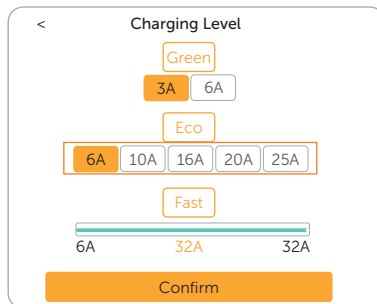 < Charging Level
Green
3A 6A
Eco
6A 10A 16A 20A 25A
Fast
6A 32A 32A
Confirm